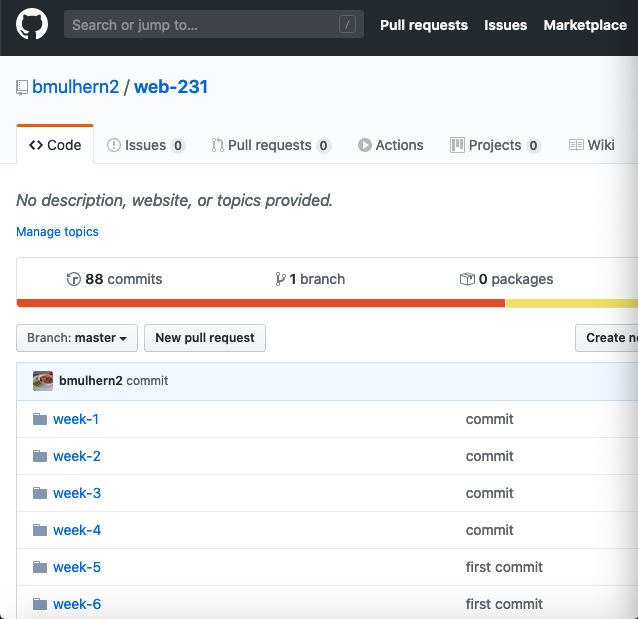 Search or jump to... /
Pull requests Issues Marketplace
bmulhern2 / web-231
<> Code Issues 0 Pull requests 0 Actions Projects 0 Wiki
No description, website, or topics provided.
Manage topics
88 commits 1 branch 0 packages
Branch: master New pull request Create
bmulhern2 commit
week-1 commit
week-2 commit
week-3 commit
week-4 commit
week-5 first commit
week-6 first commit